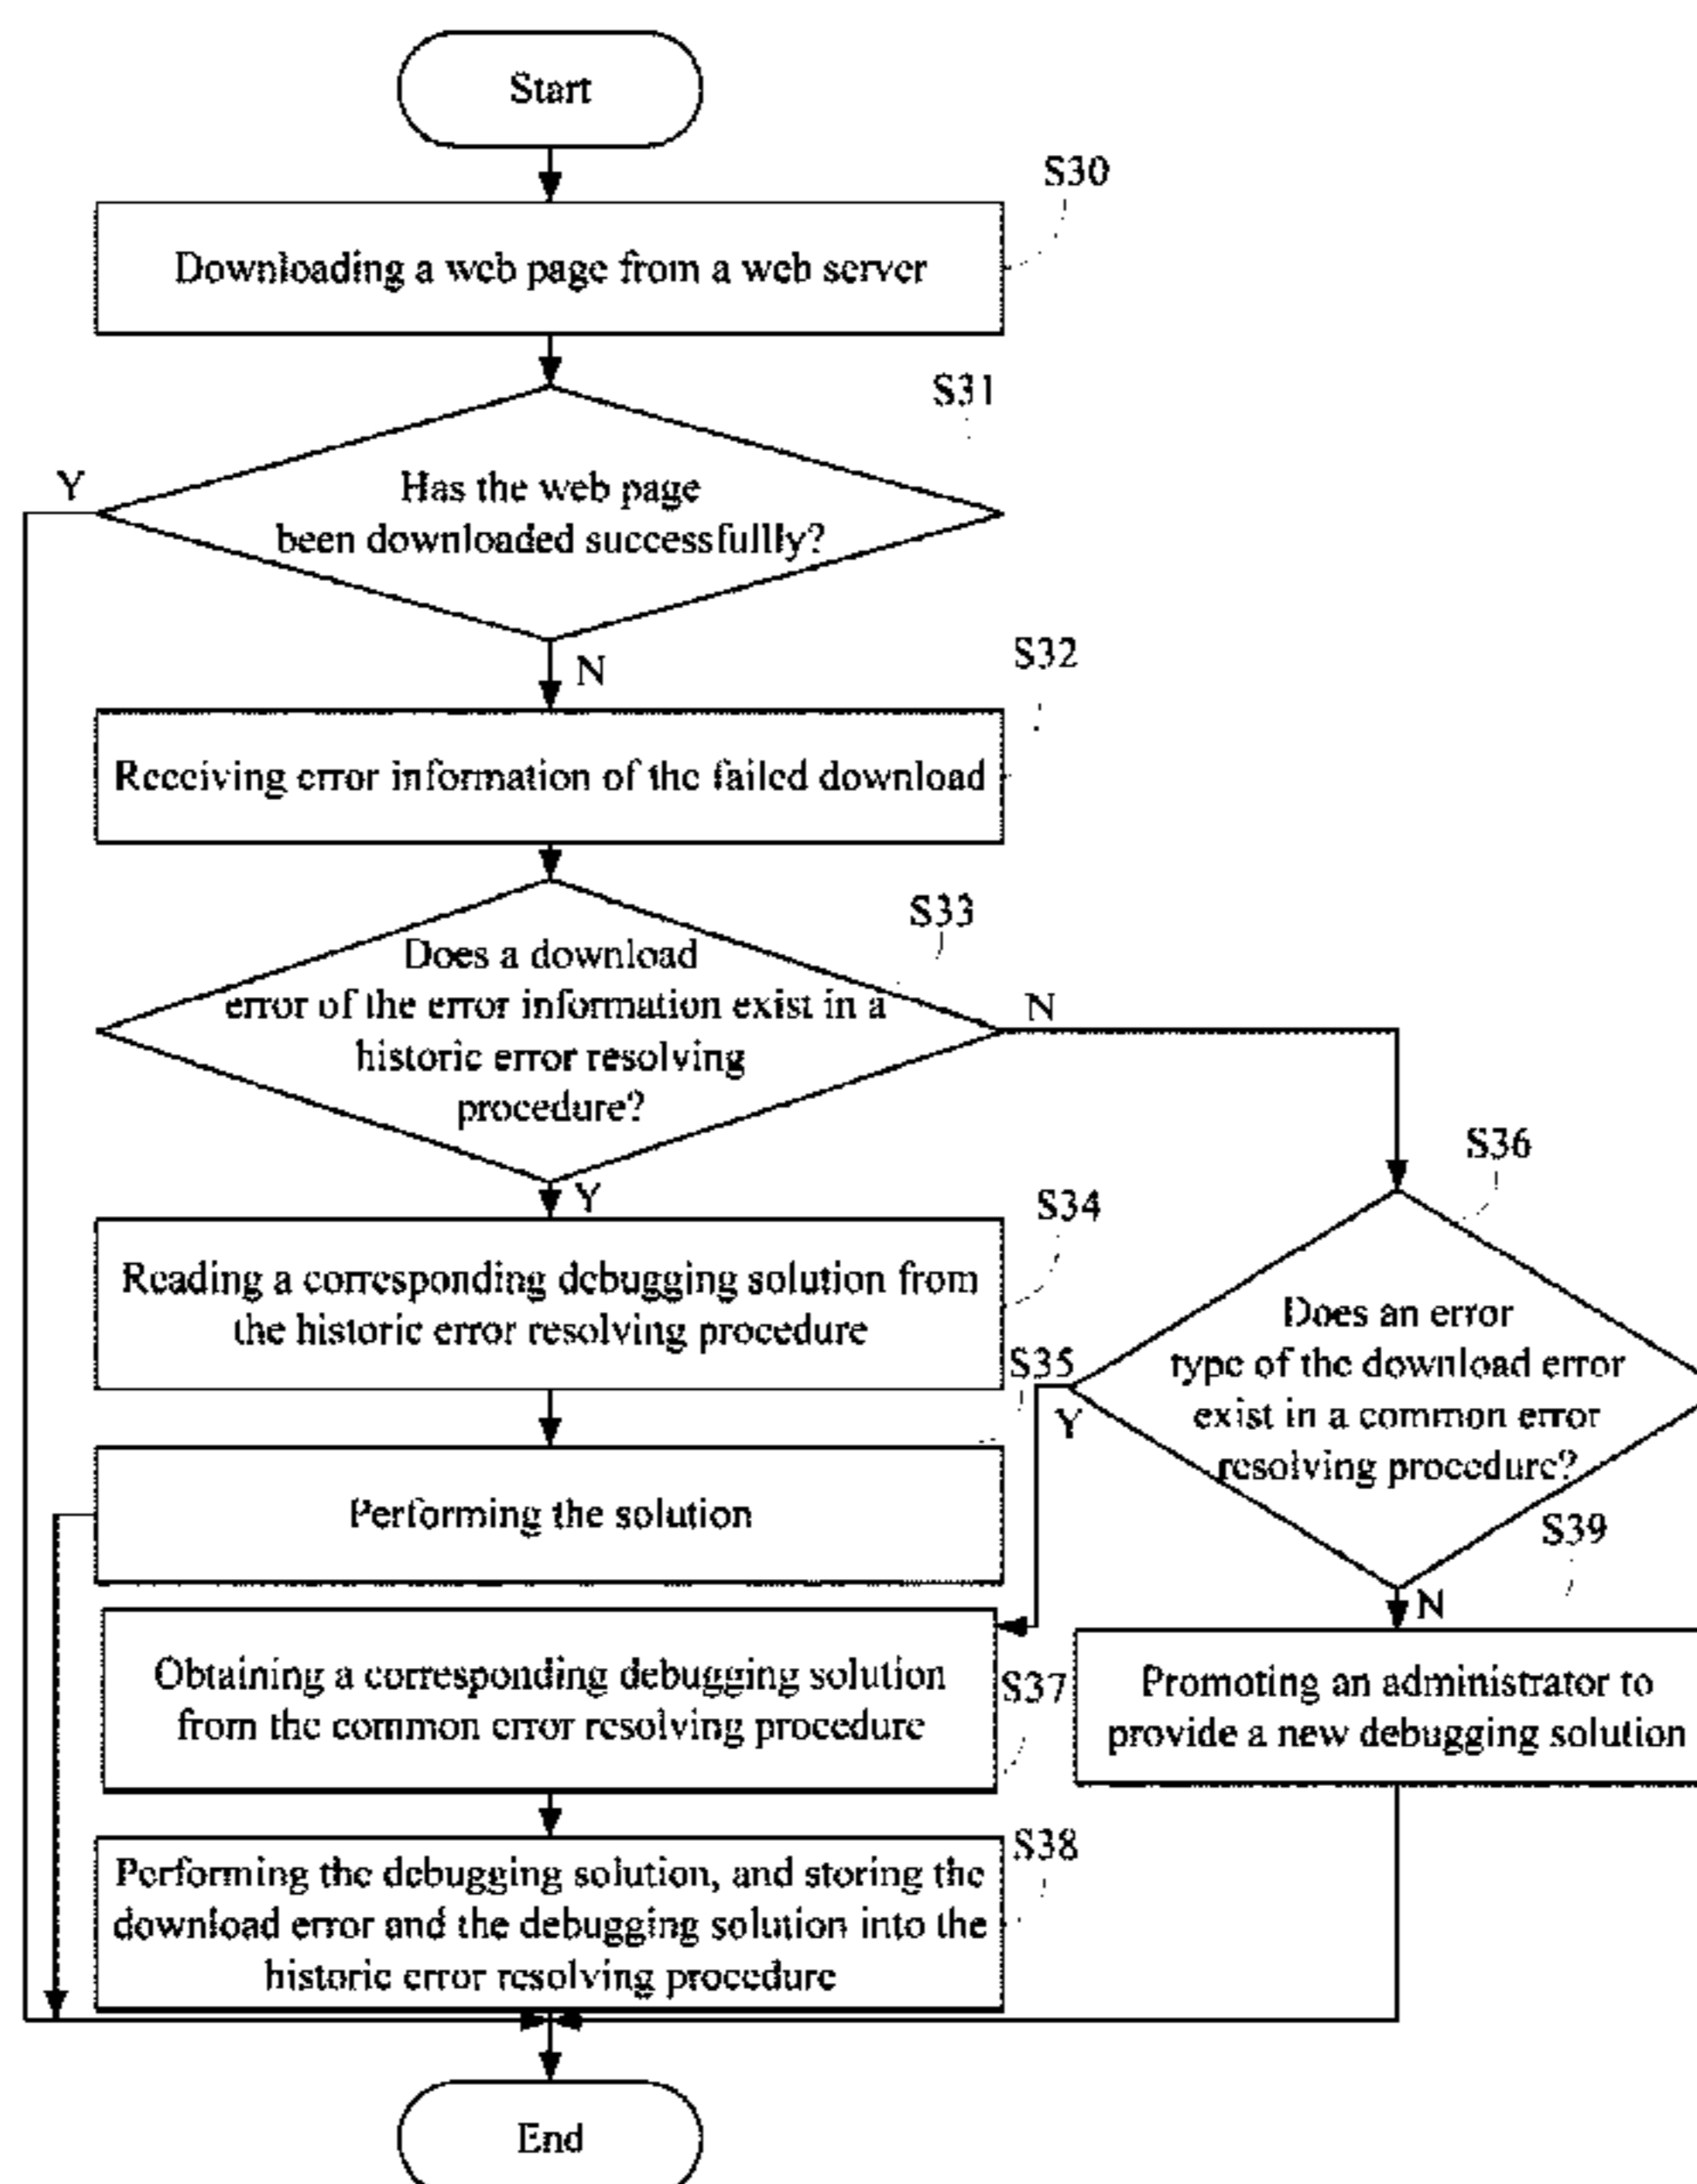 Start
S30
Downloading a web page from a web server
S31
Y
Has the web page
been downloaded successfullly?
N
S32
Receiving error information of the failed download
S33
Does a download
error of the error information exist in a
historic error resolving
procedure?
N
Y
S34
Reading a corresponding debugging solution from
the historic error resolving procedure
S35
Performing the solution
S36
Does an error
type of the download error
exist in a common error
resolving procedure?
Y
N
S39
Promoting an administrator to
provide a new debugging solution
Obtaining a corresponding debugging solution
from the common error resolving procedure
S37
S38
Performing the debugging solution, and storing the
download error and the debugging solution into the
historic error resolving procedure
End